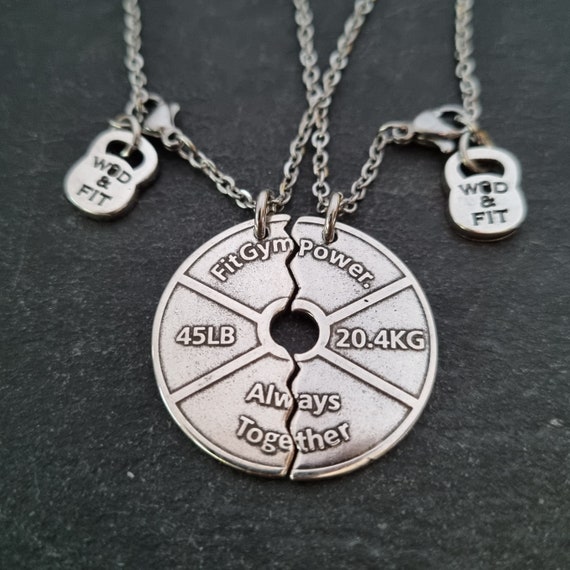 WOD
&
FIT
WOD
&
FIT
FitGym Power.
45LB
20.4KG
Always
Together